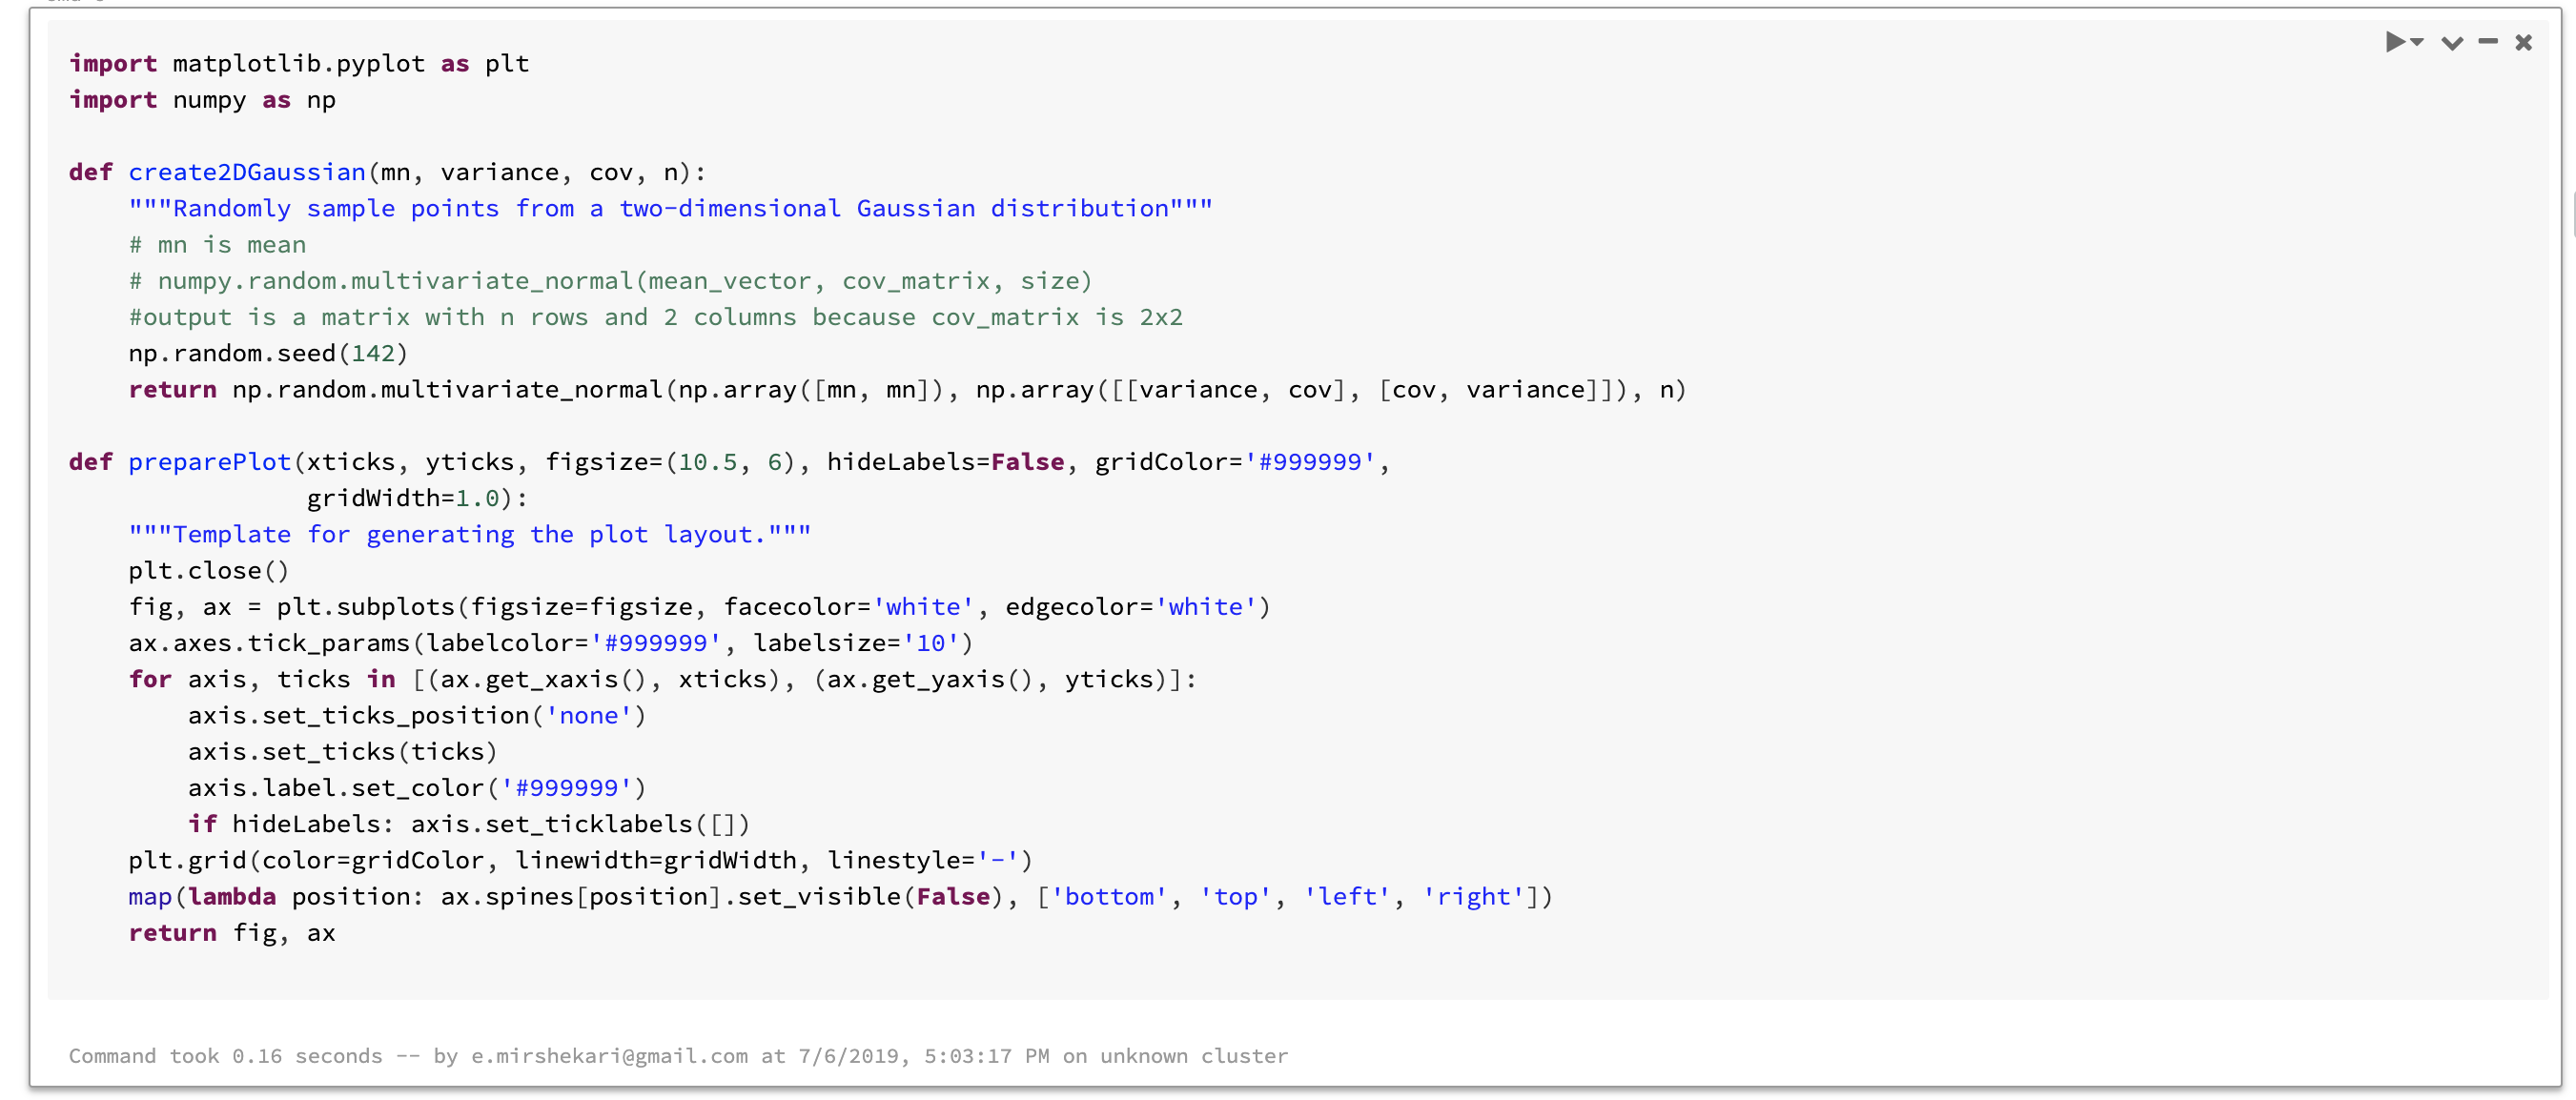 import matplotlib.pyplot as plt
import numpy as np

def create2DGaussian(mn, variance, cov, n):
    """Randomly sample points from a two-dimensional Gaussian distribution"""
    # mn is mean
    # numpy.random.multivariate_normal(mean_vector, cov_matrix, size)
    #output is a matrix with n rows and 2 columns because cov_matrix is 2x2
    np.random.seed(142)
    return np.random.multivariate_normal(np.array([mn, mn]), np.array([[variance, cov], [cov, variance]]), n)

def preparePlot(xticks, yticks, figsize=(10.5, 6), hideLabels=False, gridColor='#999999',
                gridWidth=1.0):
    """Template for generating the plot layout."""
    plt.close()
    fig, ax = plt.subplots(figsize=figsize, facecolor='white', edgecolor='white')
    ax.axes.tick_params(labelcolor='#999999', labelsize='10')
    for axis, ticks in [(ax.get_xaxis(), xticks), (ax.get_yaxis(), yticks)]:
        axis.set_ticks_position('none')
        axis.set_ticks(ticks)
        axis.label.set_color('#999999')
        if hideLabels: axis.set_ticklabels([])
    plt.grid(color=gridColor, linewidth=gridWidth, linestyle='-')
    map(lambda position: ax.spines[position].set_visible(False), ['bottom', 'top', 'left', 'right'])
    return fig, ax

Command took 0.16 seconds -- by e.mirshekari@gmail.com at 7/6/2019, 5:03:17 PM on unknown cluster